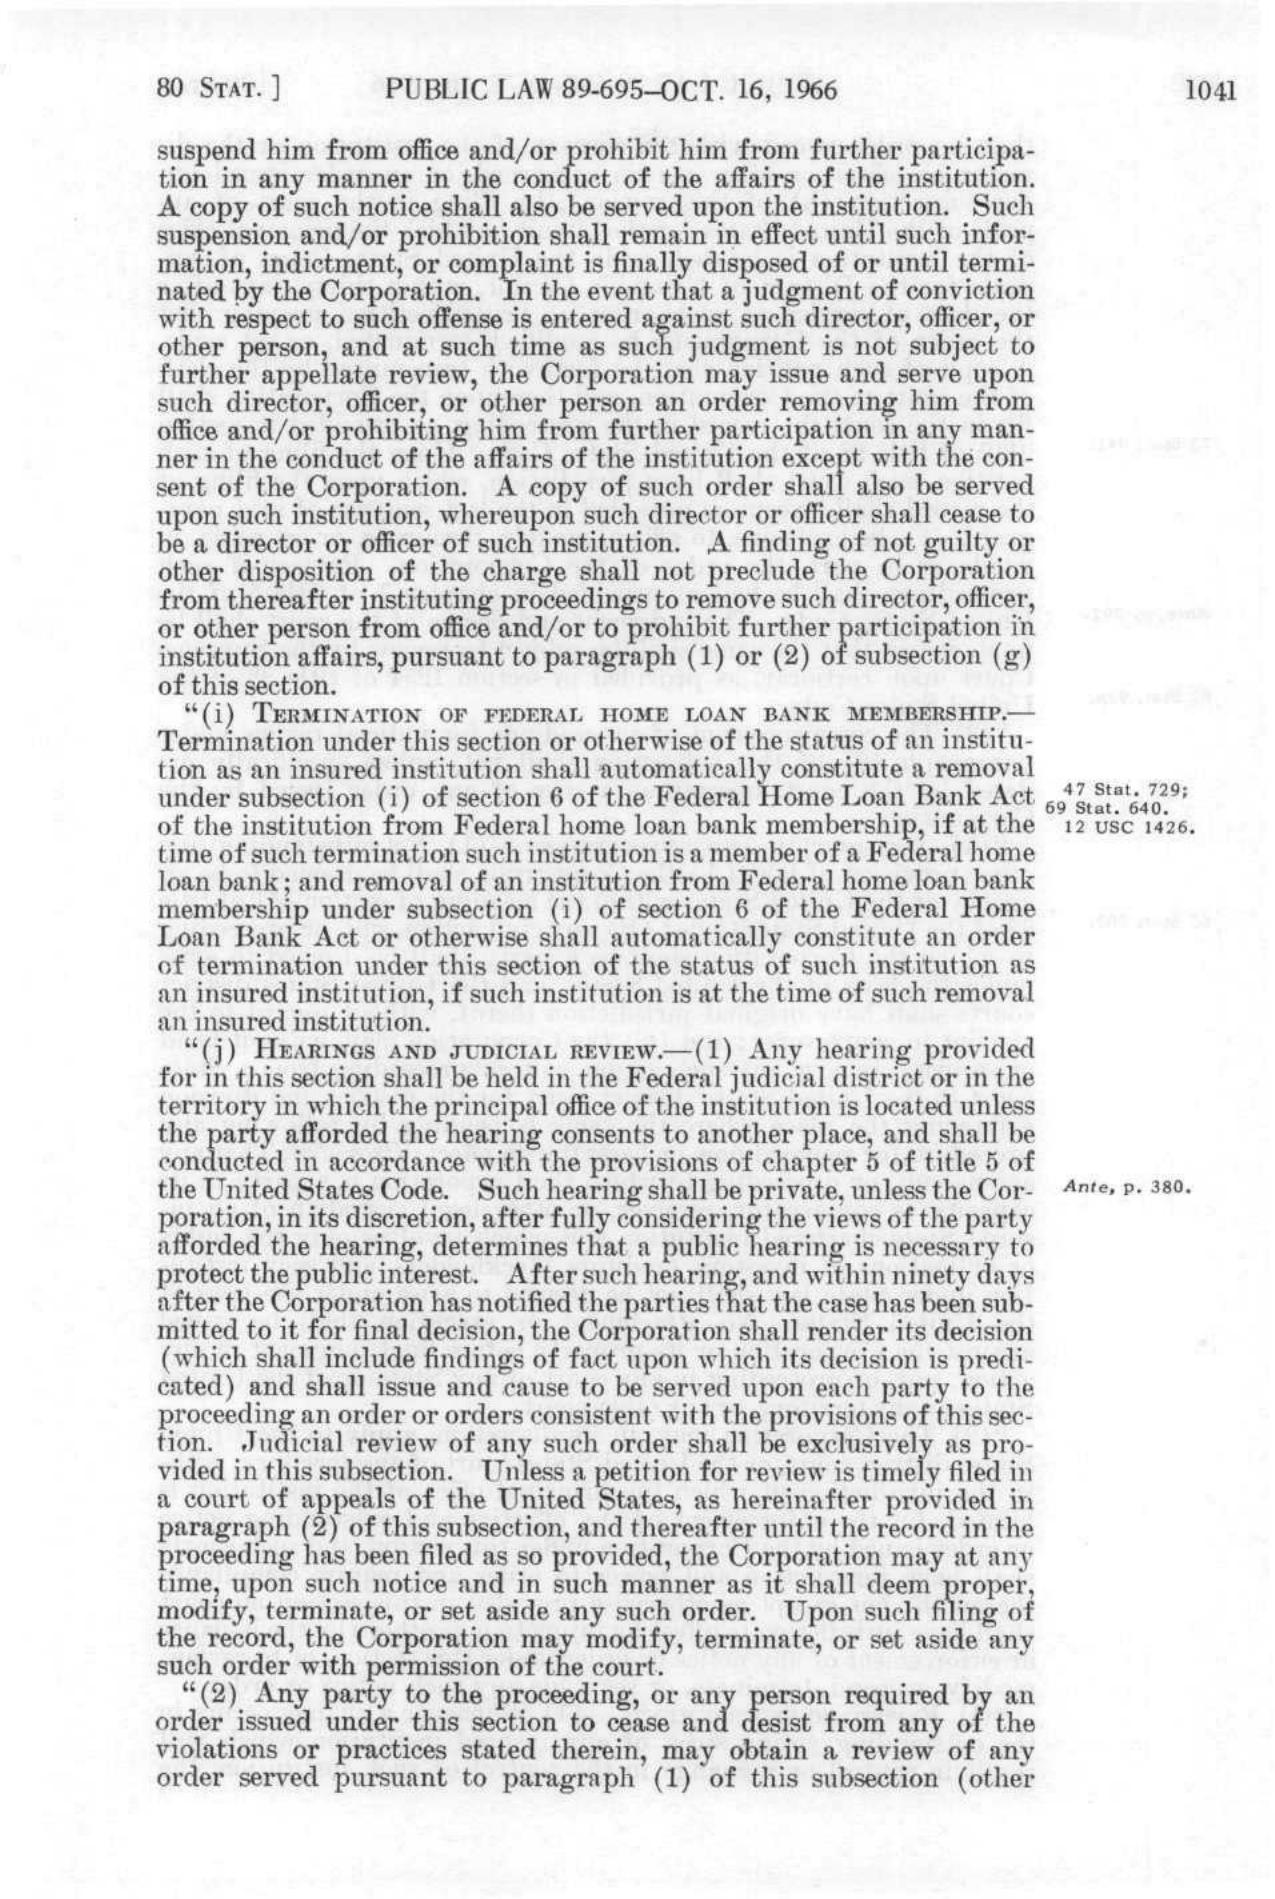 80 STAT. ] PUBLIC LAW 89-695—OCT. 16, 1966 1041
suspend him from office and/or prohibit him from further participa-
tion in any manner in the conduct of the affairs of the institution.
A copy of such notice shall also be served upon the institution. Such
suspension and/or prohibition shall remain in effect until such infor-
mation, indictment, or complaint is finally disposed of or until termi-
nated by the Corporation. In the event that a judgment of conviction
with respect to such offense is entered against such director, officer, or
other person, and at such time as such judgment is not subject to
further appellate review, the Corporation may issue and serve upon
such director, officer, or other person an order removing him from
office and/or prohibiting him from further participation in any man-
ner in the conduct of the affairs of the institution except with the con-
sent of the Corporation. A copy of such order shall also be served
upon such institution, whereupon such director or officer shall cease to
be a director or officer of such institution. A finding of not guilty or
other disposition of the charge shall not preclude the Corporation
from thereafter instituting proceedings to remove such director, officer,
or other person from office and/or to prohibit further participation in
institution affairs, pursuant to paragraph (1) or (2) of subsection (g)
of this section.
"(i) TERMINATION OF FEDERAL HOME LOAN BANK MEMBERSHIP.—
Termination under this section or otherwise of the status of an institu-
tion as an insured institution shall automatically constitute a removal
under subsection (i) of section 6 of the Federal Home Loan Bank Act
of the institution from Federal home loan bank membership, if at the
time of such termination such institution is a member of a Federal home
loan bank; and removal of an institution from Federal home loan bank
membership under subsection (i) of section 6 of the Federal Home
Loan Bank Act or otherwise shall automatically constitute an order
of termination under this section of the status of such institution as
an insured institution, if such institution is at the time of such removal
an insured institution.
47 Stat. 729;
69 Stat. 640.
12 USC 1426.
"(j) HEARINGS AND JUDICIAL REVIEW.—(1) Any hearing provided
for in this section shall be held in the Federal judicial district or in the
territory in which the principal office of the institution is located unless
the party afforded the hearing consents to another place, and shall be
conducted in accordance with the provisions of chapter 5 of title 5 of
the United States Code. Such hearing shall be private, unless the Cor-
poration, in its discretion, after fully considering the views of the party
afforded the hearing, determines that a public hearing is necessary to
protect the public interest. After such hearing, and within ninety days
after the Corporation has notified the parties that the case has been sub-
mitted to it for final decision, the Corporation shall render its decision
(which shall include findings of fact upon which its decision is predi-
cated) and shall issue and cause to be served upon each party to the
proceeding an order or orders consistent with the provisions of this sec-
tion. Judicial review of any such order shall be exclusively as pro-
vided in this subsection. Unless a petition for review is timely filed in
a court of appeals of the United States, as hereinafter provided in
paragraph (2) of this subsection, and thereafter until the record in the
proceeding has been filed as so provided, the Corporation may at any
time, upon such notice and in such manner as it shall deem proper,
modify, terminate, or set aside any such order. Upon such filing of
the record, the Corporation may modify, terminate, or set aside any
such order with permission of the court.
Ante, p. 380.
"(2) Any party to the proceeding, or any person required by an
order issued under this section to cease and desist from any of the
violations or practices stated therein, may obtain a review of any
order served pursuant to paragraph (1) of this subsection (other